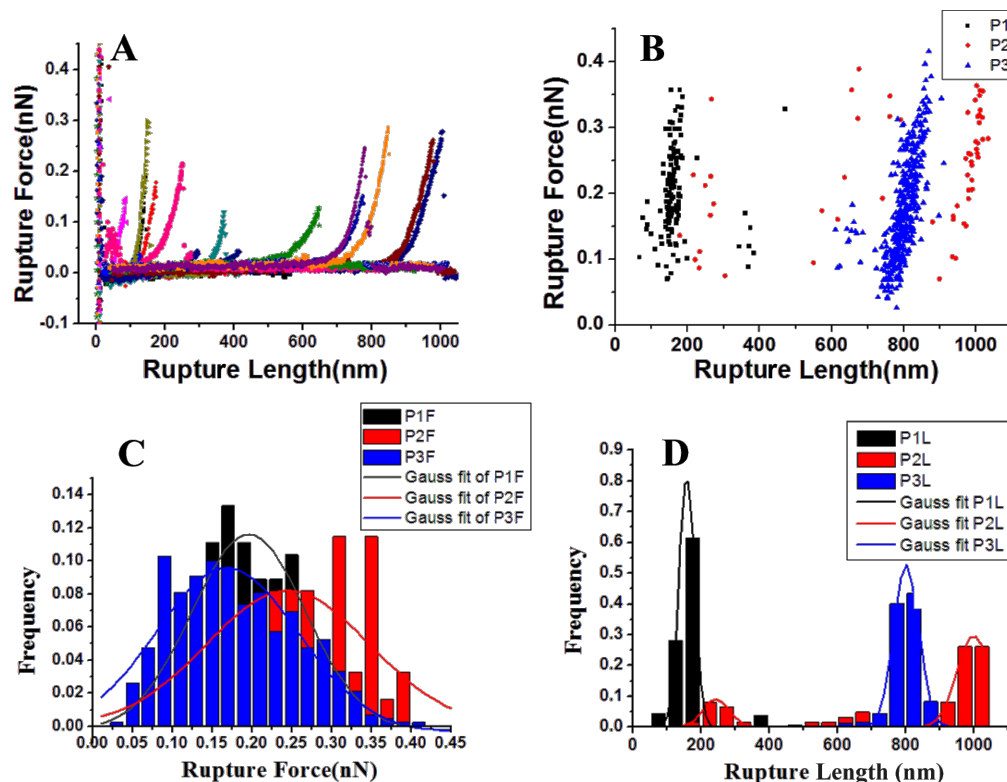 A
Rupture Force(nN)
0.4
0.3
0.2
0.1
0.0
-0.1
0 200 400 600 800 1000
Rupture Length(nm)
B
P1
P2
P3
Rupture Force(nN)
0.4
0.3
0.2
0.1
0.0
0 200 400 600 800 1000
Rupture Length(nm)
C
P1F
P2F
P3F
Gauss fit of P1F
Gauss fit of P2F
Gauss fit of P3F
Frequency
0.14
0.12
0.10
0.08
0.06
0.04
0.02
0.00
0.00 0.05 0.10 0.15 0.20 0.25 0.30 0.35 0.40 0.45
Rupture Force(nN)
D
P1L
P2L
P3L
Gauss fit P1L
Gauss fit P2L
Gauss fit P3L
Frequency
0.9
0.8
0.7
0.6
0.5
0.4
0.3
0.2
0.1
0.0
0 200 400 600 800 1000
Rupture Length (nm)